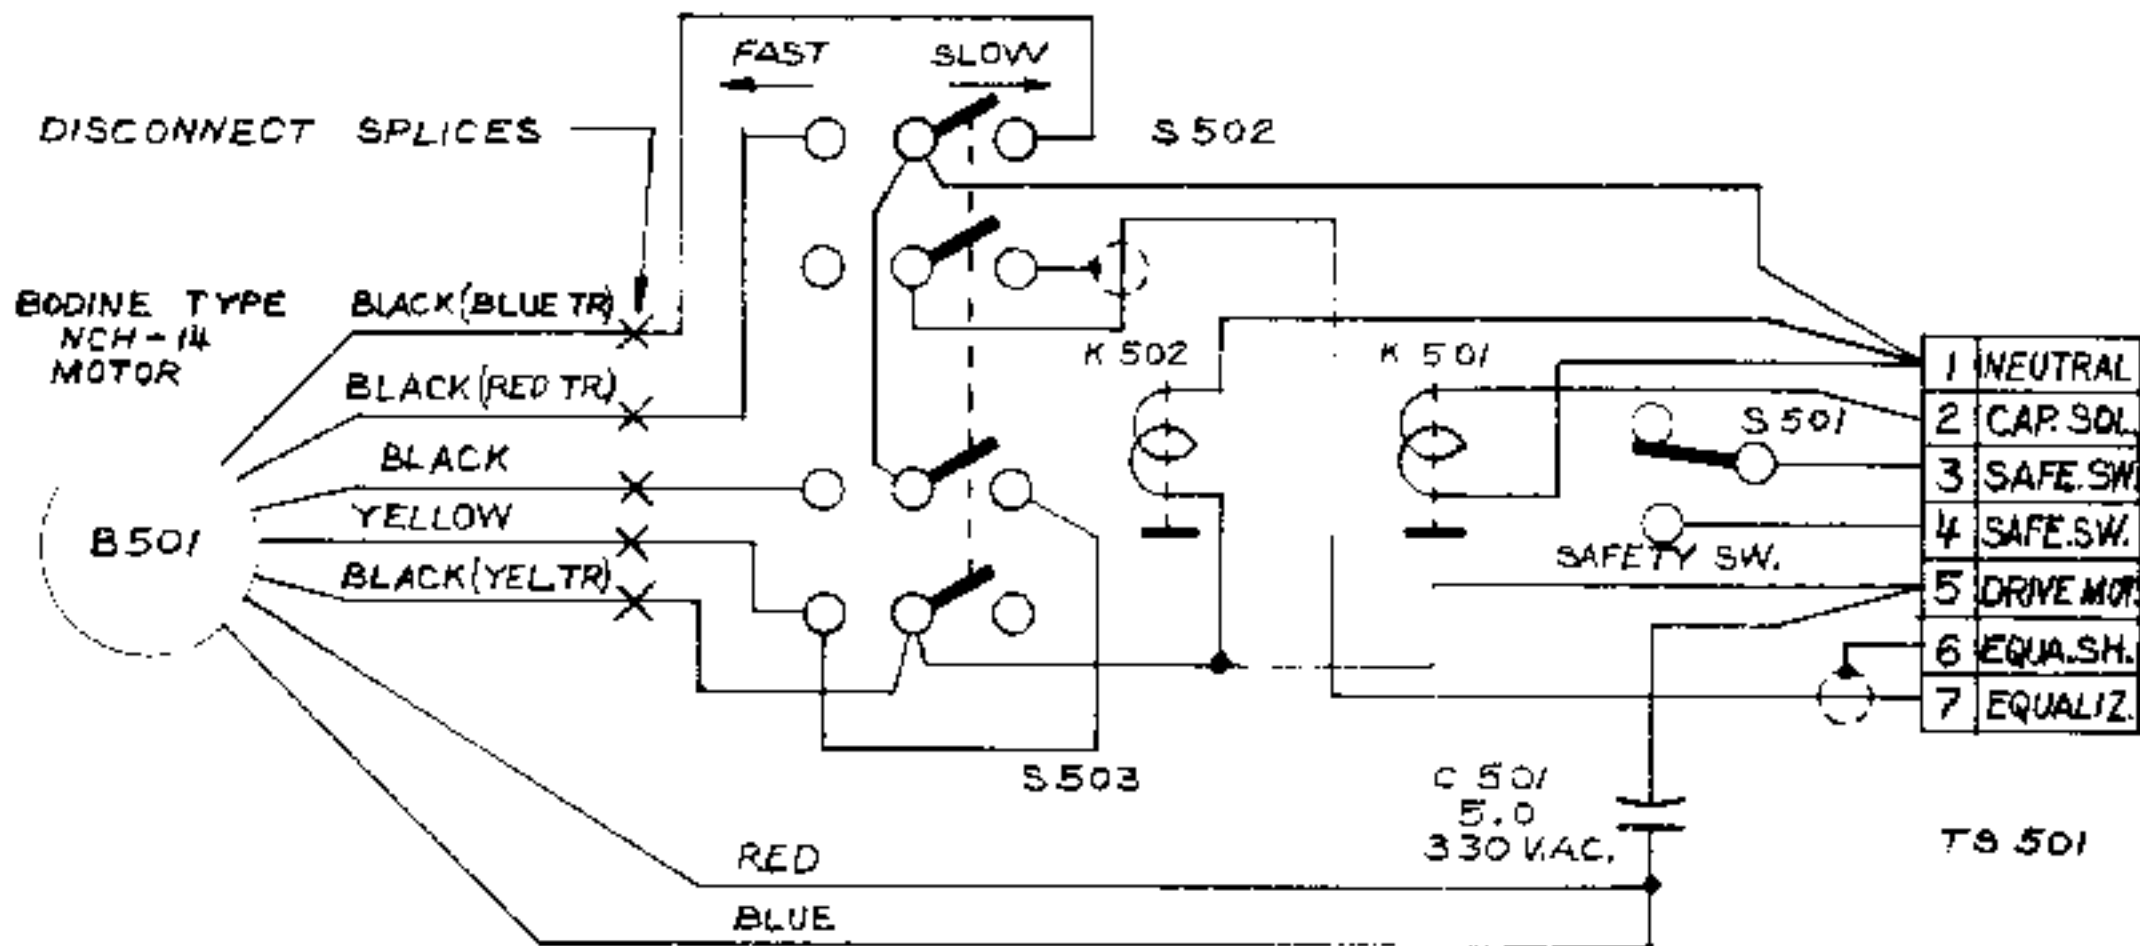 FAST
SLOW
DISCONNECT SPLICES
S 502
BODINE TYPE
NCH-14
MOTOR
BLACK (BLUE TR)
BLACK (RED TR)
BLACK
YELLOW
BLACK (YEL.TR)
B501
K 502
K 501
S 501
SAFETY SW.
1 NEUTRAL
2 CAP. SOL.
3 SAFE. SW.
4 SAFE. SW.
5 DRIVE MOT.
6 EQUA. SH.
7 EQUALIZ.
S 503
C 501
5.0
330 V.AC.
TS 501
RED
BLUE